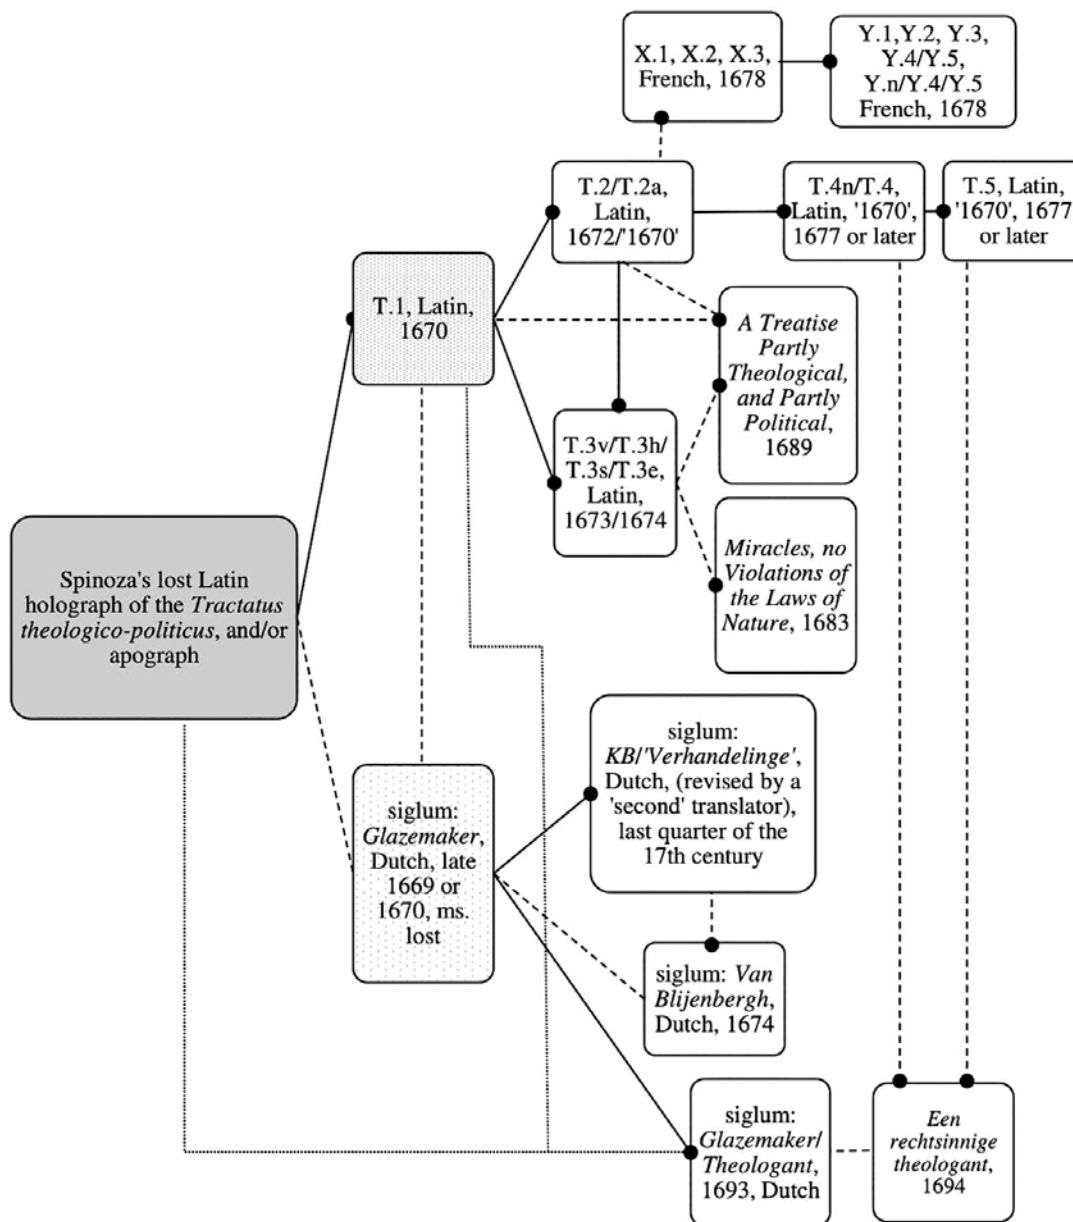 X.1, X.2, X.3,
French, 1678
Y.1,Y.2, Y.3,
Y.4/Y.5,
Y.n/Y.4/Y.5
French, 1678
T.2/T.2a,
Latin,
1672/'1670'
T.4n/T.4,
Latin, '1670',
1677 or later
T.5, Latin,
'1670', 1677
or later
T.1, Latin,
1670
A Treatise
Partly
Theological,
and Partly
Political,
1689
T.3v/T.3h/
T.3s/T.3e,
Latin,
1673/1674
Miracles, no
Violations of
the Laws of
Nature, 1683
Spinoza's lost Latin
holograph of the Tractatus
theologico-politicus, and/or
apograph
siglum:
KB/'Verhandelinge',
Dutch, (revised by a
'second' translator),
last quarter of the
17th century
siglum:
Glazemaker,
Dutch, late
1669 or
1670, ms.
lost
siglum: Van
Blijenbergh,
Dutch, 1674
siglum:
Glazemaker/
Theologant,
1693, Dutch
Een
rechtsinnige
theologant,
1694